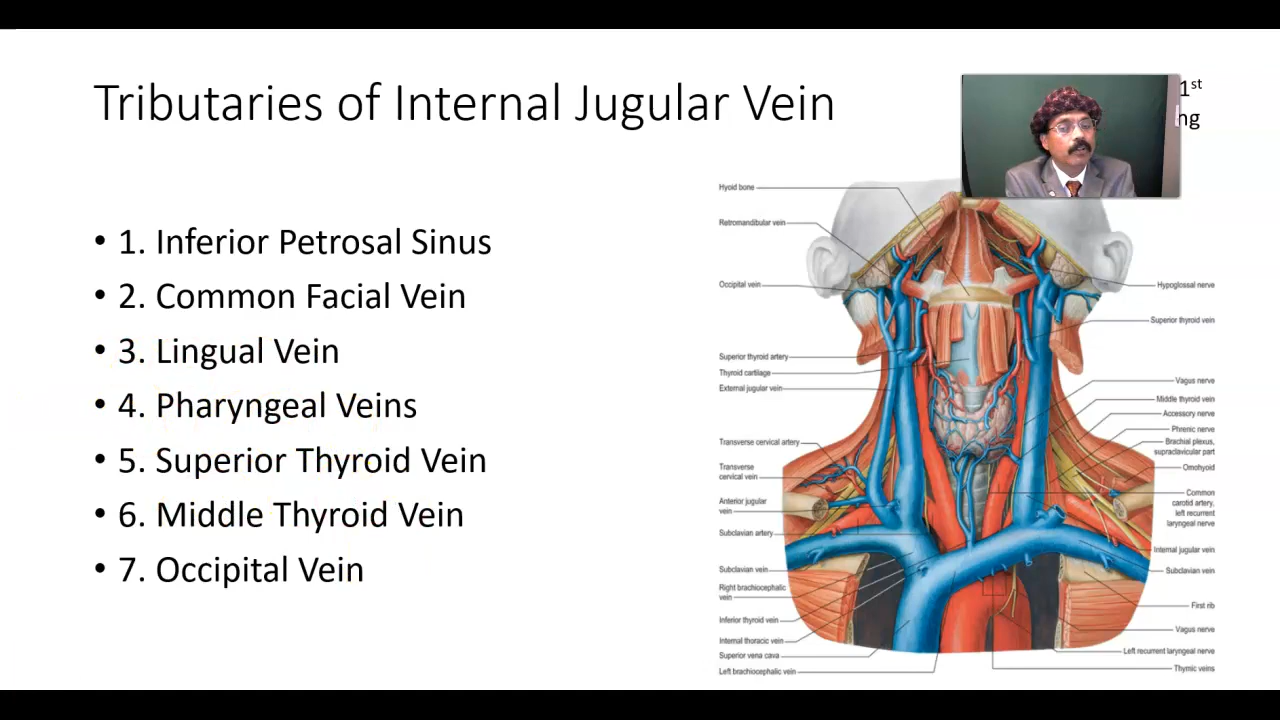 Tributaries of Internal Jugular Vein
1st
ng
• 1. Inferior Petrosal Sinus
• 2. Common Facial Vein
• 3. Lingual Vein
• 4. Pharyngeal Veins
• 5. Superior Thyroid Vein
• 6. Middle Thyroid Vein
• 7. Occipital Vein
Hyoid bone
Retromandibular vein
Occipital vein
Superior thyroid artery
Thyroid cartilage
External jugular vein
Transverse cervical artery
Transverse
cervical vein
Anterior jugular
vein
Subclavian artery
Subclavian vein
Right brachiocephalic
vein
Inferior thyroid vein
Internal thoracic vein
Superior vena cava
Left brachiocephalic vein
Hypoglossal nerve
Superior thyroid vein
Vagus nerve
Middle thyroid vein
Accessory nerve
Phrenic nerve
Brachial plexus,
supraclavicular part
Omohyoid
Common
carotid artery,
left recurrent
laryngeal nerve
Internal jugular vein
Subclavian vein
First rib
Vagus nerve
Left recurrent laryngeal nerve
Thymic veins